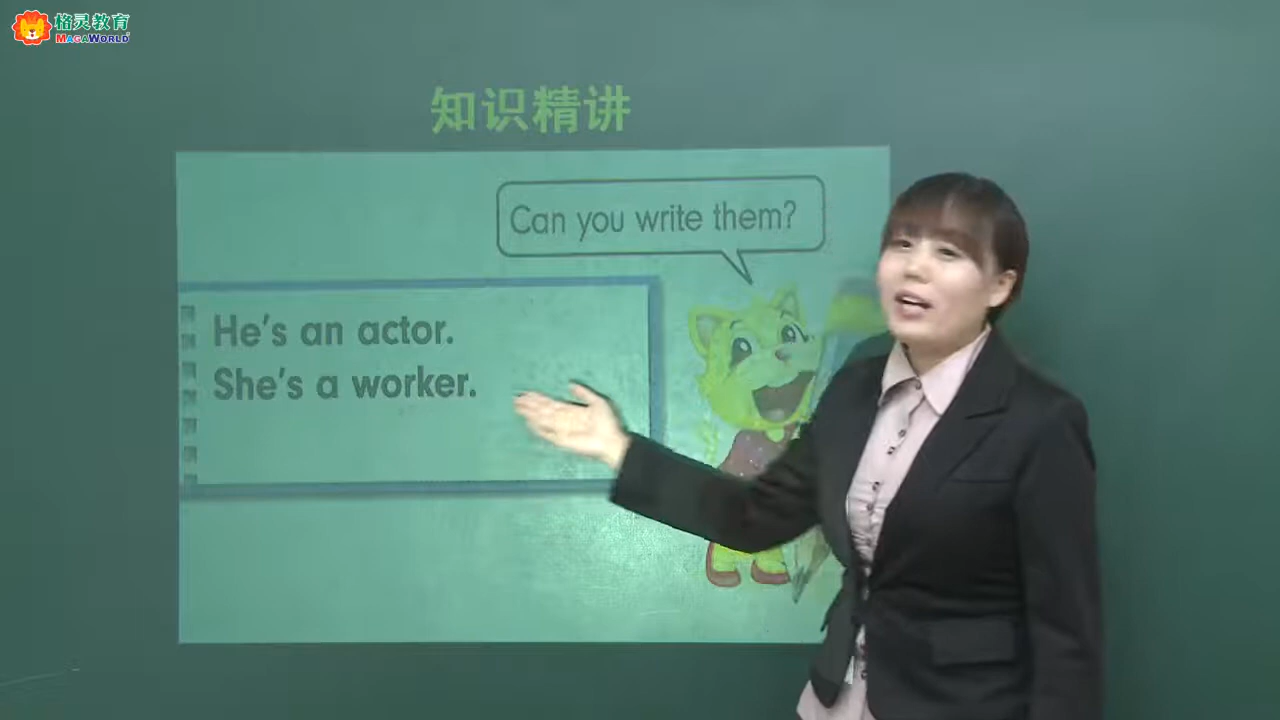 格灵教育
MAGAWORLD
知识精讲
Can you write them?
He's an actor.
She's a worker.